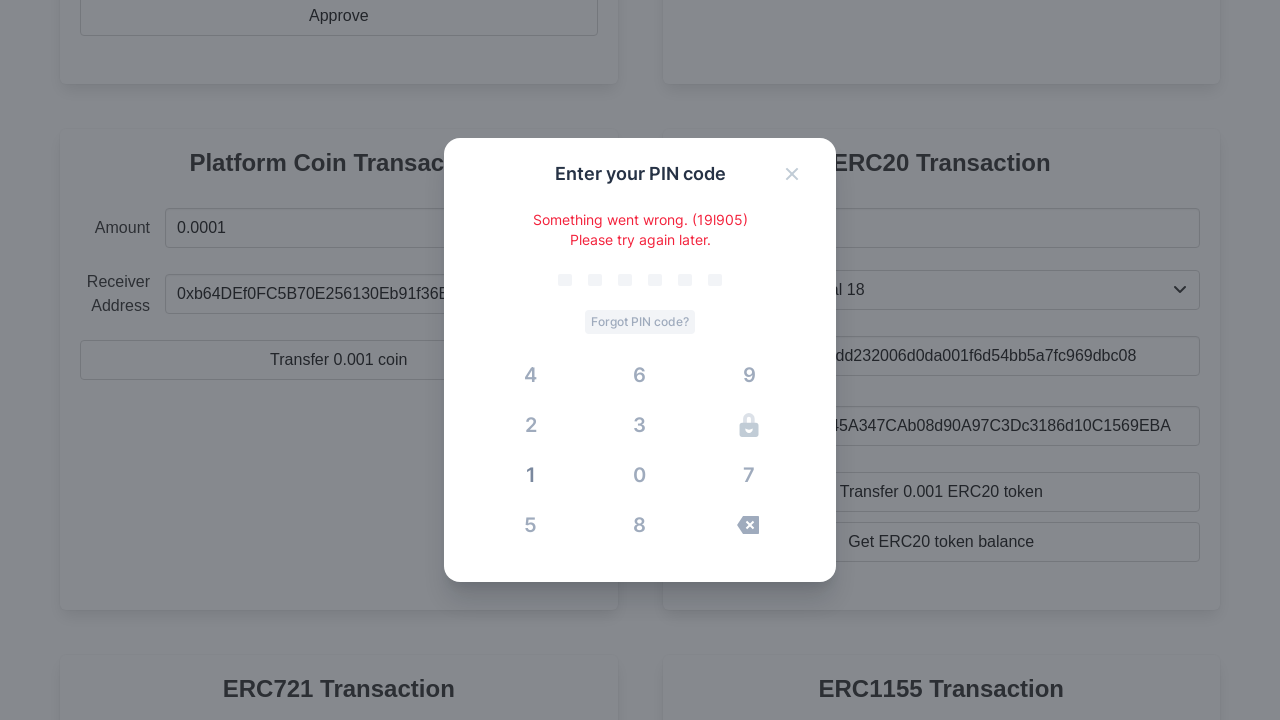 Approve
Platform Coin Transac
Amount
0.0001
Receiver
Address
0xb64DEf0FC5B70E256130Eb91f36E
Transfer 0.001 coin
Enter your PIN code
Something went wrong. (19l905)
Please try again later.
Forgot PIN code?
4 6 9
2 3
1 0 7
5 8
ERC20 Transaction
al 18
dd232006d0da001f6d54bb5a7fc969dbc08
45A347CAb08d90A97C3Dc3186d10C1569EBA
Transfer 0.001 ERC20 token
Get ERC20 token balance
ERC721 Transaction
ERC1155 Transaction